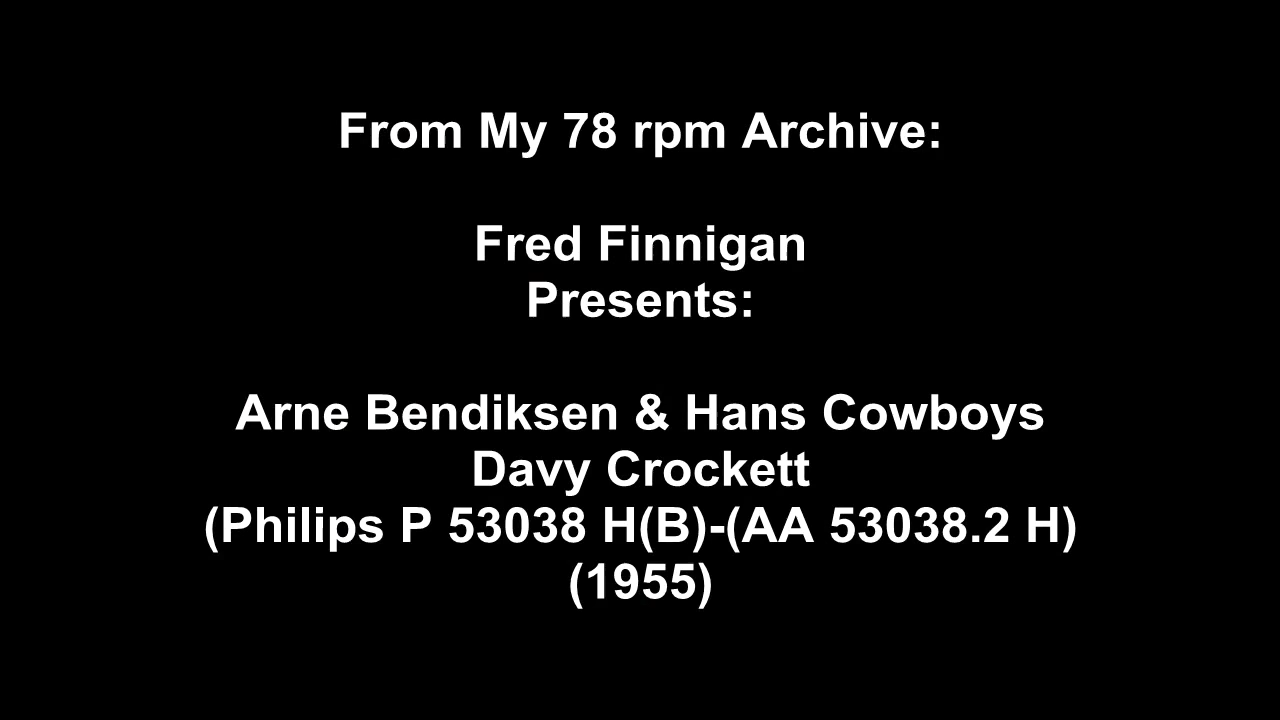 From My 78 rpm Archive:
Fred Finnigan
Presents:
Arne Bendiksen & Hans Cowboys
Davy Crockett
(Philips P 53038 H(B)-(AA 53038.2 H)
(1955)